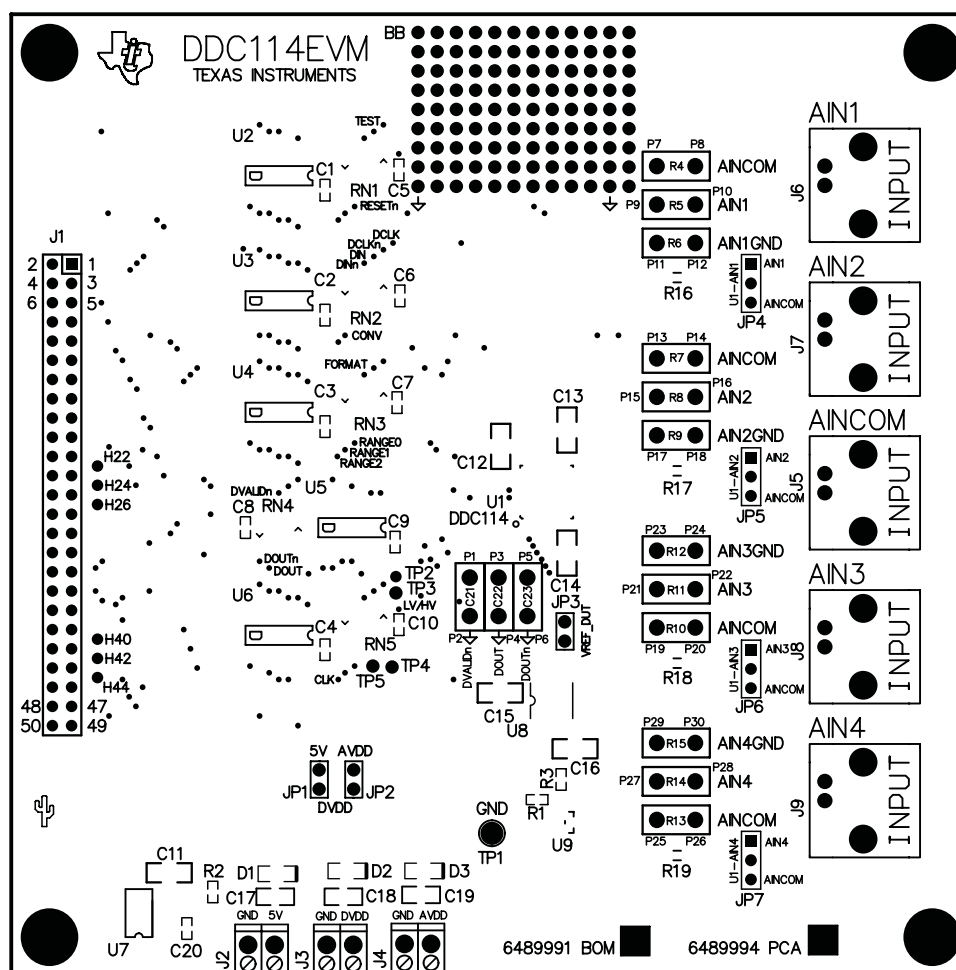 BB
DDC114EVM
TEXAS INSTRUMENTS
AIN1
TEST
U2
P7 P8
R4 AINCOM
C1
C5
RN1
J6
INPUT
P10
P9 R5 AIN1
RESETn
J1
R6 AIN1GND
DCLK
DCLKn
DIN
DINn
U3
P11 P12
2 1
4 3
6 5
R16
AIN1
U1-AIN1
AINCOM
JP4
AIN2
C2
C6
RN2
J7
INPUT
CONV
P13 P14
R7 AINCOM
U4
FORMAT
P16
P15 R8 AIN2
C3
C7
C13
RN3
AINCOM
R9 AIN2GND
RANGE0
RANGE1
RANGE2
C12
P17 P18
AIN2
U1-AIN2
AINCOM
JP5
R17
J5
INPUT
H22
H24
H26
DVALIDn
U5
RN4
U1
DDC114
C8
C9
P23 P24
R12 AIN3GND
DOUTn
DOUT
P1 P3 P5
C14
AIN3
U6
TP2
TP3
C21 C22 C23
JP3
P22
P21 R11 AIN3
LV/HV
C10
VREF_DUT
C4
RN5
P2 P4 P6
R10 AINCOM
H40
H42
H44
P19 P20
AIN3
U1-AIN3
AINCOM
JP6
R18
J8
INPUT
CLK
TP5
TP4
DVALIDn
DOUT
DOUTn
48 47
50 49
C15
U8
AIN4
P29 P30
R15 AIN4GND
5V AVDD
C16
R3
P28
P27 R14 AIN4
JP1 JP2
DVDD
R1
J9
INPUT
GND
TP1
U9
R13 AINCOM
P25 P26
AIN4
U1-AIN4
AINCOM
JP7
R19
C11
R2
D1
D2
D3
C17
C18
C19
GND 5V
GND DVDD
GND AVDD
U7
C20
J2
J3
J4
6489991 BOM
6489994 PCA